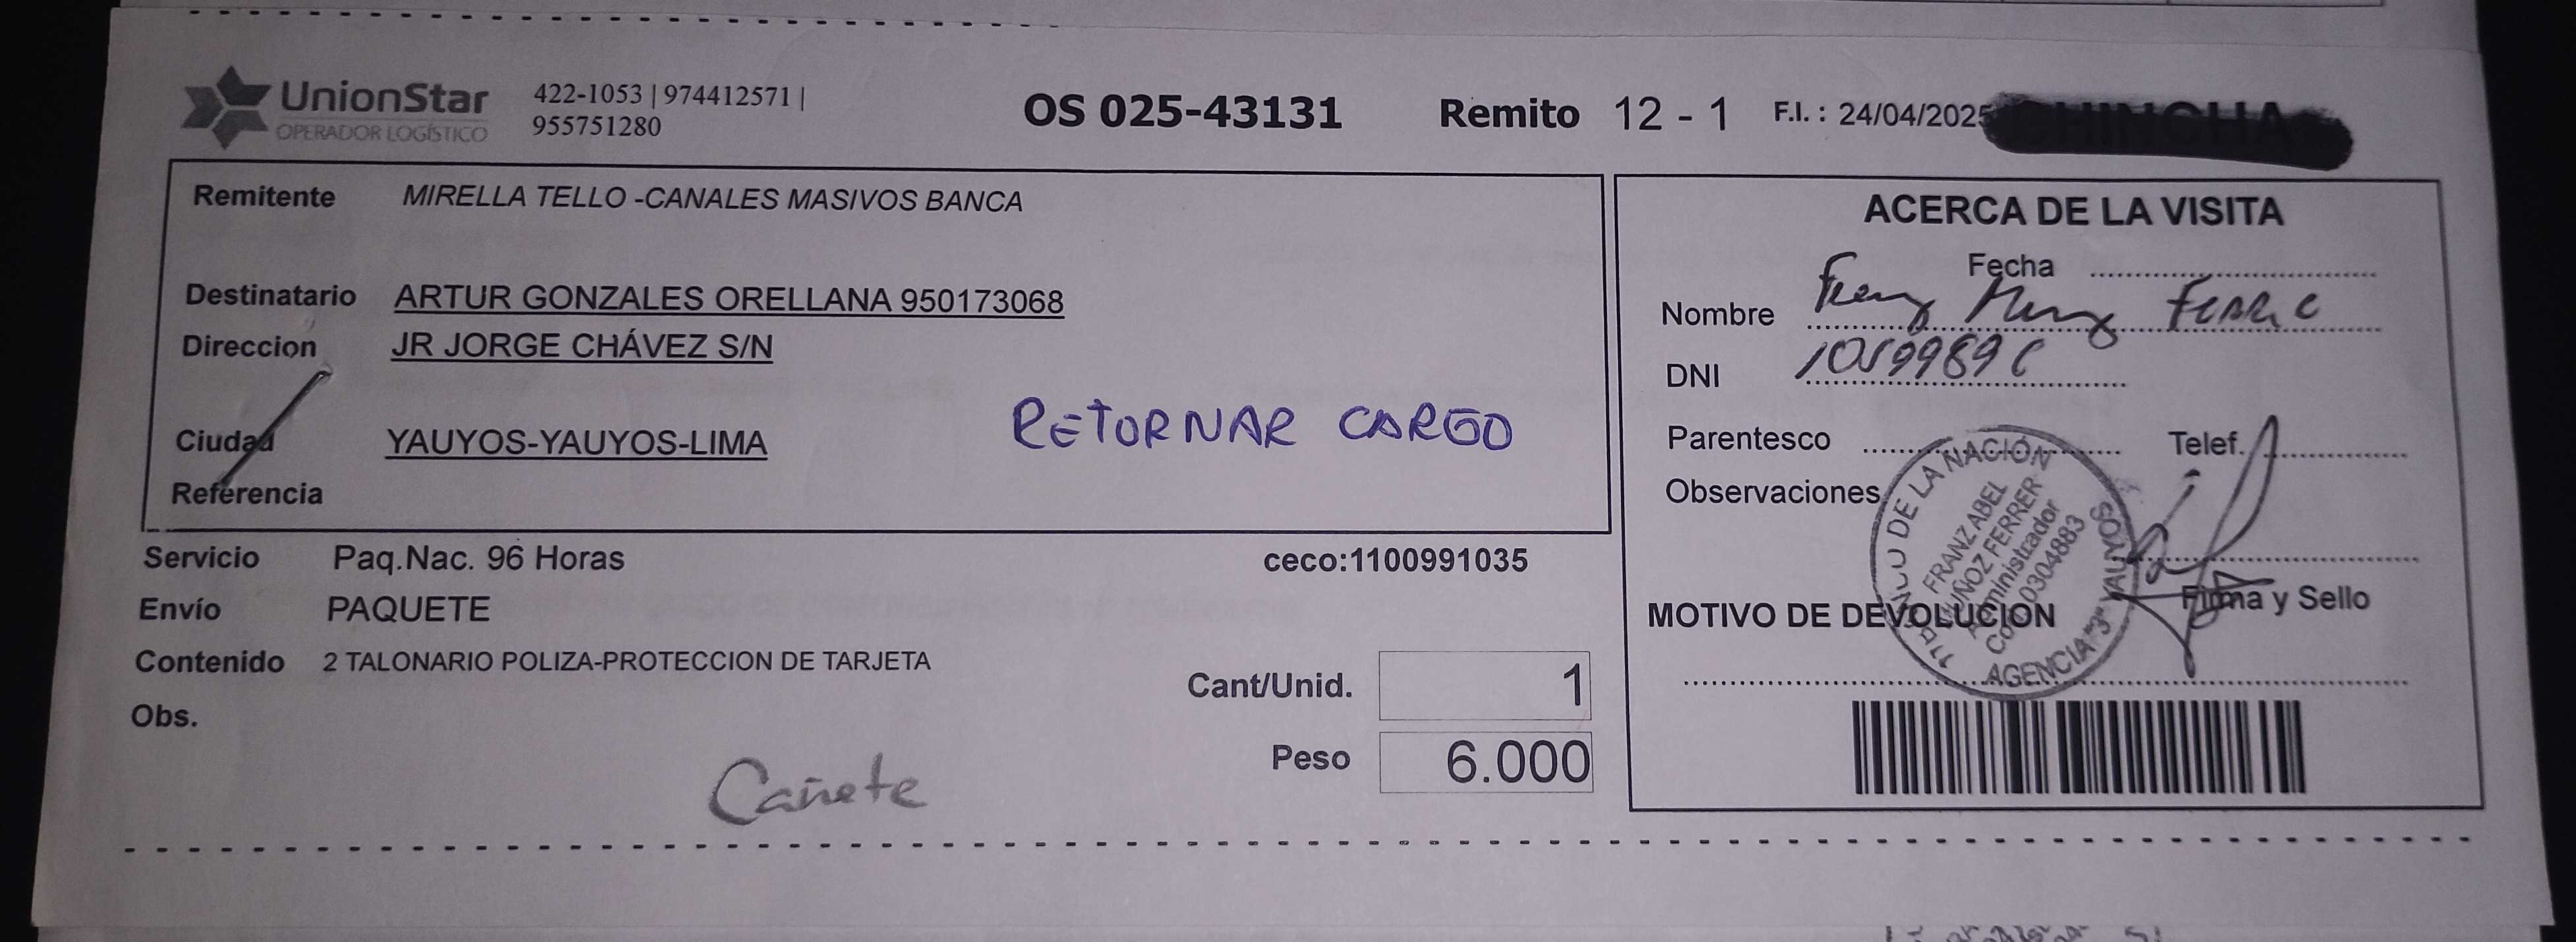 UnionStar
OPERADOR LOGÍSTICO
422-1053 | 974412571 |
955751280
OS 025-43131
Remito 12 - 1
F.I. : 24/04/2025
Remitente MIRELLA TELLO -CANALES MASIVOS BANCA
Destinatario ARTUR GONZALES ORELLANA 950173068
Direccion JR JORGE CHÁVEZ S/N
Ciudad YAUYOS-YAUYOS-LIMA
Referencia
RETORNAR CARGO
Servicio Paq.Nac. 96 Horas
ceco:1100991035
Envío PAQUETE
Contenido 2 TALONARIO POLIZA-PROTECCION DE TARJETA
Obs.
Cant/Unid. 1
Peso 6.000
Cañete
ACERCA DE LA VISITA
Fecha
Nombre
DNI
Parentesco
Telef.
Observaciones
DE LA NACIÓN
FRANZ ABEL
MUÑOZ FERRER
Administrador
0304883
AGENCIA "3" YAUYOS
Firma y Sello
MOTIVO DE DEVOLUCION